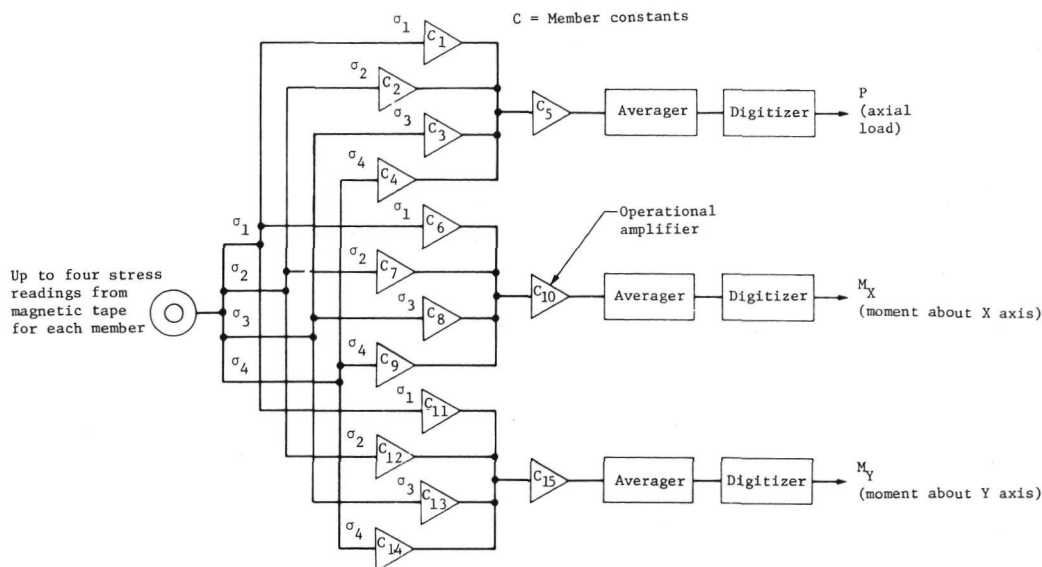 C = Member constants
σ1
C1
σ2
C2
σ3
C3
σ4
C4
C5
Averager
Digitizer
P
(axial
load)
σ1
C6
σ2
C7
σ3
C8
σ4
C9
Operational
amplifier
C10
Averager
Digitizer
MX
(moment about X axis)
Up to four stress
readings from
magnetic tape
for each member
σ1
σ2
σ3
σ4
σ1
C11
σ2
C12
σ3
C13
σ4
C14
C15
Averager
Digitizer
MY
(moment about Y axis)